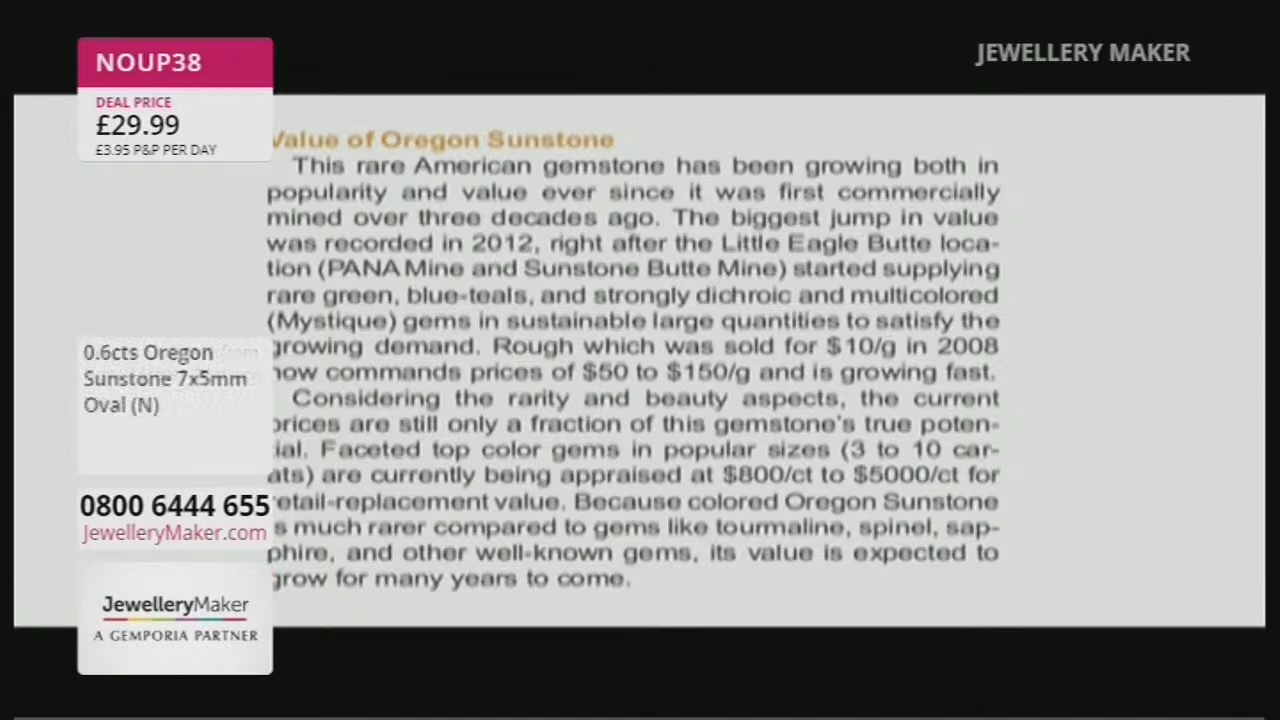 NOUP38
DEAL PRICE
£29.99
£3.95 P&P PER DAY
JEWELLERY MAKER
Value of Oregon Sunstone
This rare American gemstone has been growing both in
popularity and value ever since it was first commercially
mined over three decades ago. The biggest jump in value
was recorded in 2012, right after the Little Eagle Butte loca-
tion (PANA Mine and Sunstone Butte Mine) started supplying
rare green, blue-teals, and strongly dichroic and multicolored
(Mystique) gems in sustainable large quantities to satisfy the
growing demand. Rough which was sold for $10/g in 2008
now commands prices of $50 to $150/g and is growing fast.
Considering the rarity and beauty aspects, the current
prices are still only a fraction of this gemstone's true poten-
tial. Faceted top color gems in popular sizes (3 to 10 car-
ats) are currently being appraised at $800/ct to $5000/ct for
retail-replacement value. Because colored Oregon Sunstone
is much rarer compared to gems like tourmaline, spinel, sap-
phire, and other well-known gems, its value is expected to
grow for many years to come.
0.6cts Oregon
Sunstone 7x5mm
Oval (N)
0800 6444 655
JewelleryMaker.com
JewelleryMaker
A GEMPORIA PARTNER